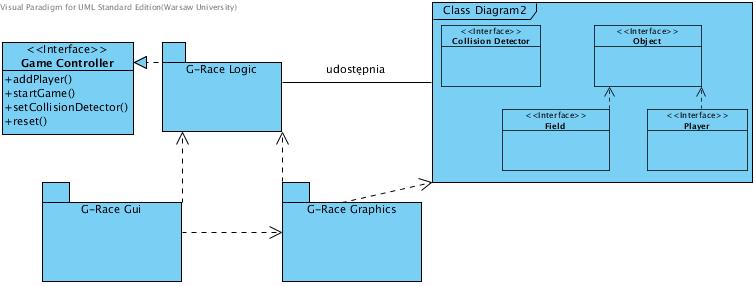 Visual Paradigm for UML Standard Edition(Warsaw University)
Class Diagram2
<<Interface>>
Collision Detector
<<Interface>>
Object
<<Interface>>
Game Controller
+addPlayer()
+startGame()
+setCollisionDetector()
+reset()
G-Race Logic
udostępnia
<<Interface>>
Field
<<Interface>>
Player
G-Race Gui
G-Race Graphics